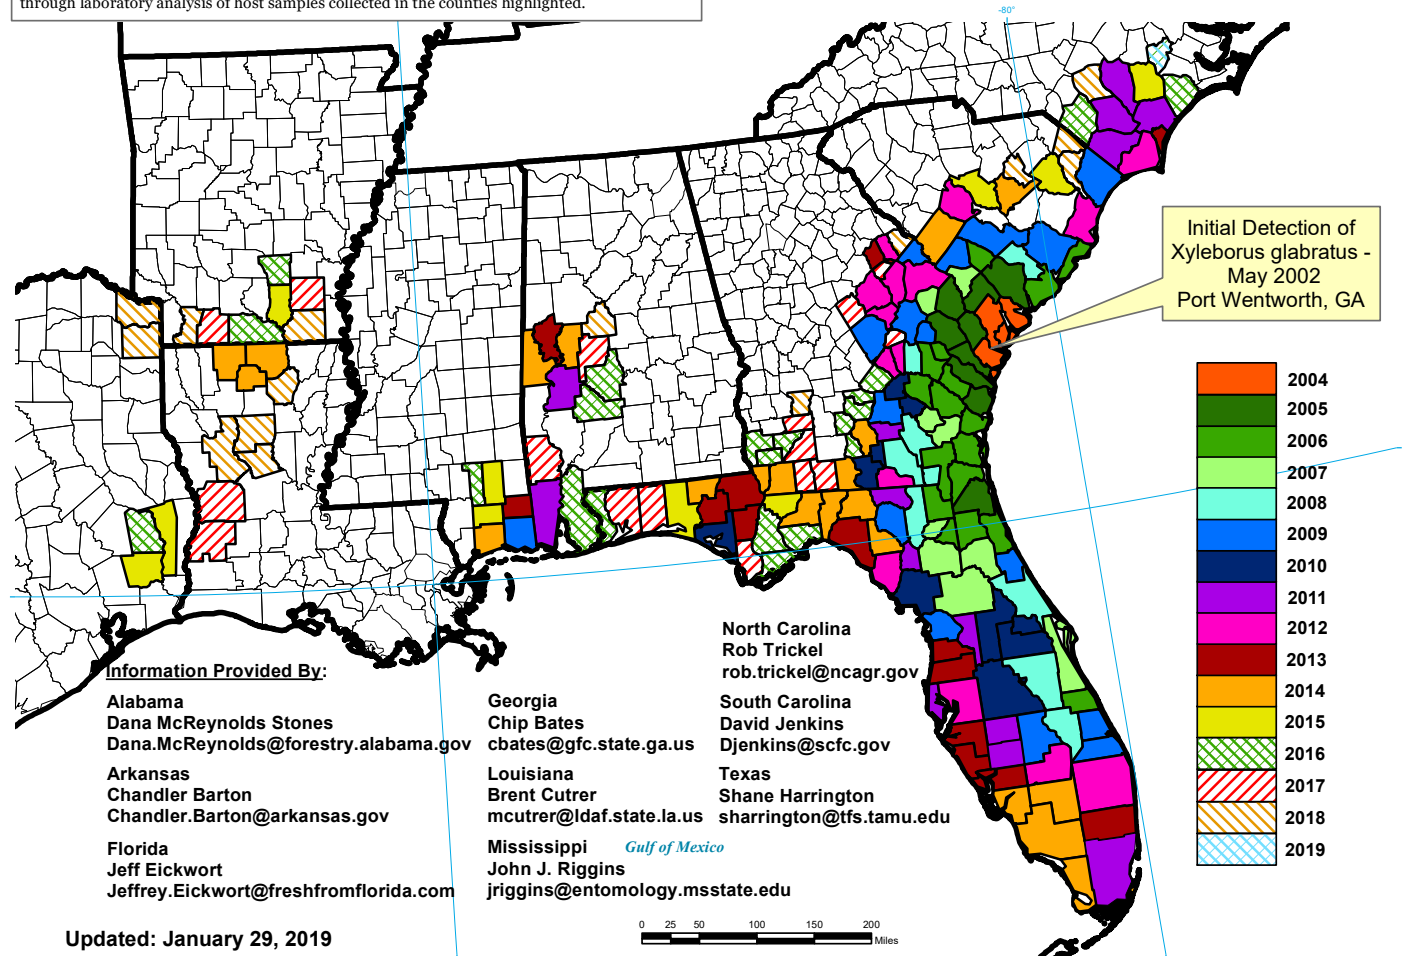 through laboratory analysis of host samples collected in the counties highlighted.
-80°
Initial Detection of
Xyleborus glabratus -
May 2002
Port Wentworth, GA
2004
2005
2006
2007
2008
2009
2010
2011
2012
2013
2014
2015
2016
2017
2018
2019
Information Provided By:
Alabama
Dana McReynolds Stones
Dana.McReynolds@forestry.alabama.gov
Arkansas
Chandler Barton
Chandler.Barton@arkansas.gov
Florida
Jeff Eickwort
Jeffrey.Eickwort@freshfromflorida.com
Georgia
Chip Bates
cbates@gfc.state.ga.us
Louisiana
Brent Cutrer
mcutrer@ldaf.state.la.us
Mississippi
John J. Riggins
jriggins@entomology.msstate.edu
North Carolina
Rob Trickel
rob.trickel@ncagr.gov
South Carolina
David Jenkins
Djenkins@scfc.gov
Texas
Shane Harrington
sharrington@tfs.tamu.edu
Gulf of Mexico
Updated: January 29, 2019
0 25 50 100 150 200
Miles